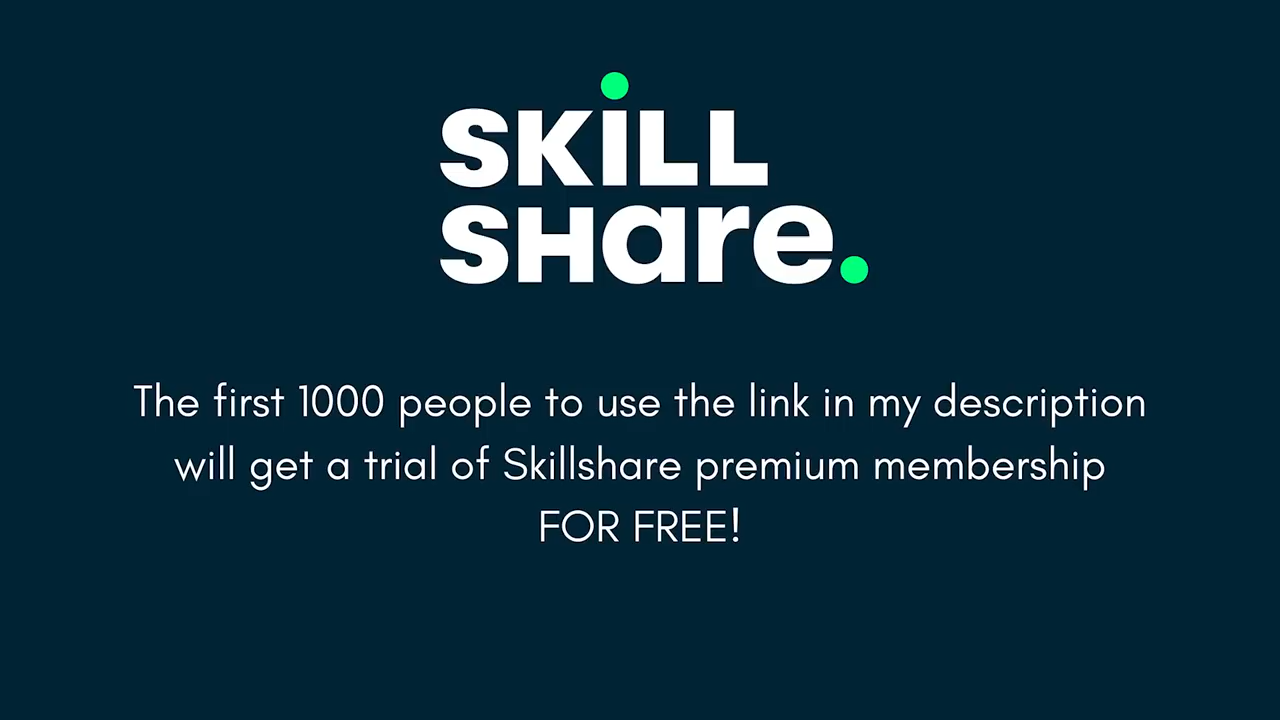 SKiLL
SHare.
The first 1000 people to use the link in my description
will get a trial of Skillshare premium membership
FOR FREE!